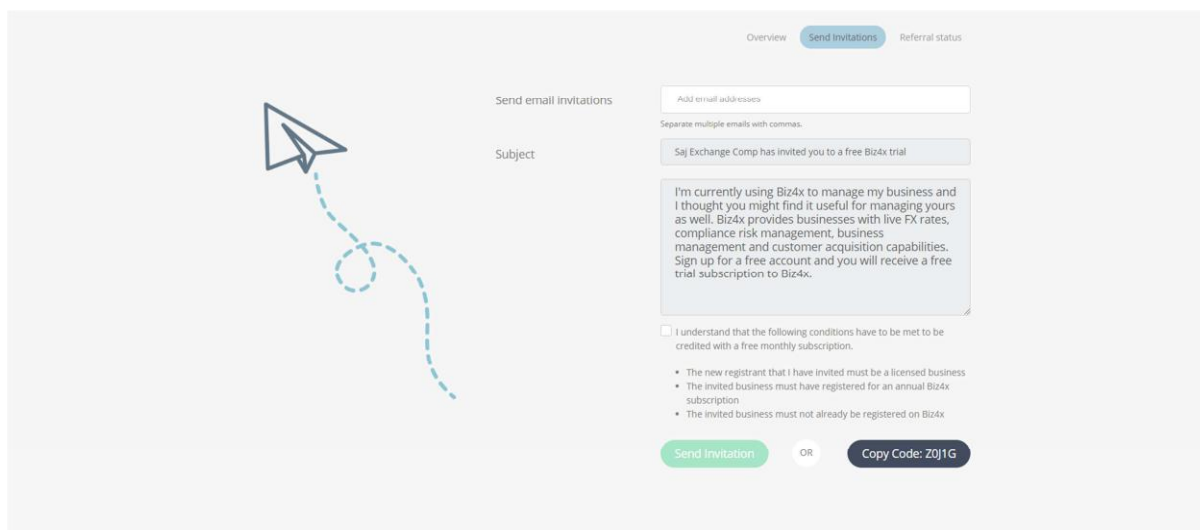 Overview Send Invitations Referral status
Send email invitations
Add email addresses
Separate multiple emails with commas.
Subject
Saj Exchange Comp has invited you to a free Biz4x trial
I'm currently using Biz4x to manage my business and
I thought you might find it useful for managing yours
as well. Biz4x provides businesses with live FX rates,
compliance risk management, business
management and customer acquisition capabilities.
Sign up for a free account and you will receive a free
trial subscription to Biz4x.
I understand that the following conditions have to be met to be
credited with a free monthly subscription.
• The new registrant that I have invited must be a licensed business
• The invited business must have registered for an annual Biz4x
subscription
• The invited business must not already be registered on Biz4x
Send Invitation OR Copy Code: Z0J1G